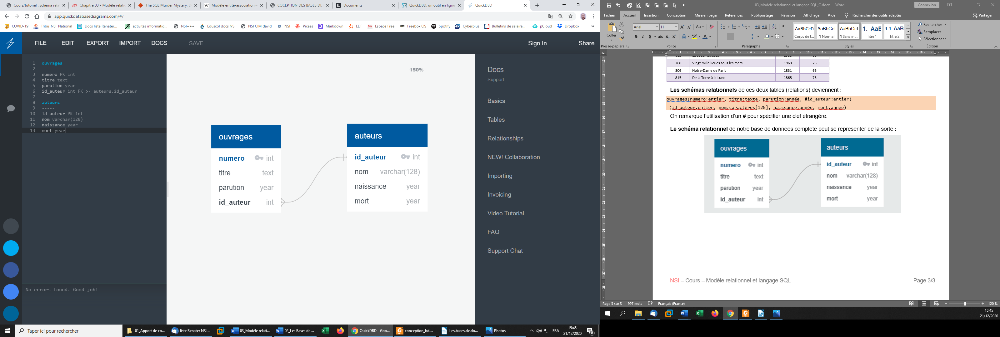 Cours/tutoriel : schéma rela
Chapitre 03 - Modèle relatio
The SQL Murder Mystery: D
Modèle entité-association –
COCEPTION DES BASES DE
Documents
QuickDBD, un outil en ligne
QuickDBD
app.quickdatabasediagrams.com/#/
COVID-19
Tribu_NSI_National
Docs liste Renater...
activités informatiq...
NSI+++
Eduscol docs NSI
NSI CIM david
NSI
Pixees
Markdown
EDF
Espace Free
Freebox OS
Spotify
Cyberplus
Bulletins de salaire...
pCloud
Dropbox
»
FILE
EDIT
EXPORT
IMPORT
DOCS
SAVE
Sign In
Share
1 ouvrages
2 -----
3 numero PK int
4 titre text
5 parution year
6 id_auteur int FK >- auteurs.id_auteur
7
8 auteurs
9 -----
10 id_auteur PK int
11 nom varchar(128)
12 naissance year
13 mort year
No errors found. Good job!
150%
ouvrages
numero int
titre text
parution year
id_auteur int
auteurs
id_auteur int
nom varchar(128)
naissance year
mort year
Docs
Support
Basics
Tables
Relationships
NEW! Collaboration
Importing
Invoicing
Video Tutorial
FAQ
Support Chat
Taper ici pour rechercher
01_Apport de co...
liste Renater NSI ...
03_Modèle relati...
02_Les Bases de ...
QuickDBD - Goo...
conception_bd....
Les.bases.de.do...
Photos
FRA
15:45
21/12/2020
8
03_Modèle relationnel et langage SQL_C.docx - Word
Connexion
Fichier
Accueil
Insertion
Conception
Mise en page
Références
Publipostage
Révision
Affichage
Aide
Rechercher des outils adaptés
Partager
Coller
Arial
11
G I S abc x₂ x²
AaBbCcD
Corps de t...
AaBbCcD
¶ Normal
AaBbCcI
¶ Sans int...
1. AaE
Titre 1
1.1 AaB
Titre 2
Rechercher
Remplacer
Sélectionner
Presse-papiers
Police
Paragraphe
Styles
Édition
760 Vingt mille lieues sous les mers 1869 75
806 Notre-Dame de Paris 1831 63
815 De la Terre à la Lune 1865 75
Les schémas relationnels de ces deux tables (relations) deviennent :
ouvrages(numero:entier, titre:texte, parution:année, #id_auteur:entier)
(id_auteur:entier, nom:caractères[128], naissance:année, mort:année)
On remarque l’utilisation d’un # pour spécifier une clef étrangère.
Le schéma relationnel de notre base de données complète peut se représenter de la sorte :
ouvrages
numero int
titre text
parution year
id_auteur int
auteurs
id_auteur int
nom varchar(128)
naissance year
mort year
NSI – Cours – Modèle relationnel et langage SQL
Page 3/3
Page 3 sur 3
997 mots
Français (France)
120 %
15:45
21/12/2020